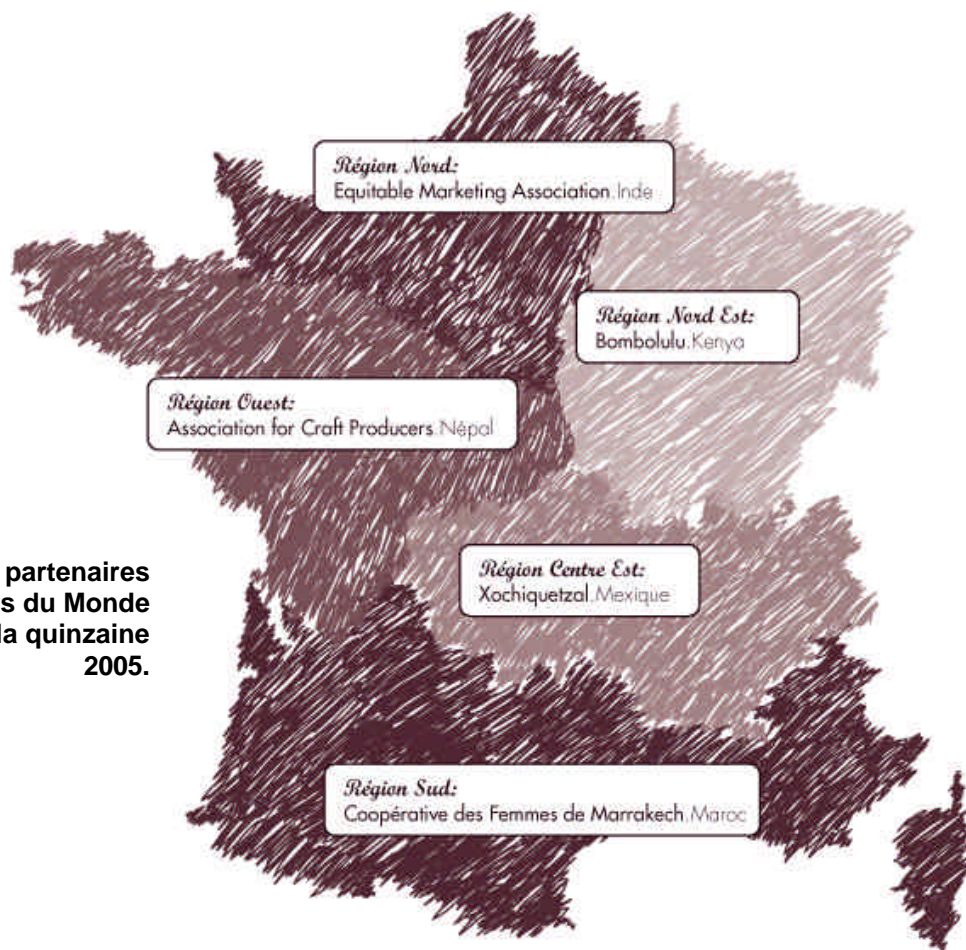 Région Nord:
Equitable Marketing Association.Inde
Région Nord Est:
Bombolulu.Kenya
Région Ouest:
Association for Craft Producers.Népal
partenaires
s du Monde
la quinzaine
2005.
Région Centre Est:
Xochiquetzal.Mexique
Région Sud:
Coopérative des Femmes de Marrakech.Maroc